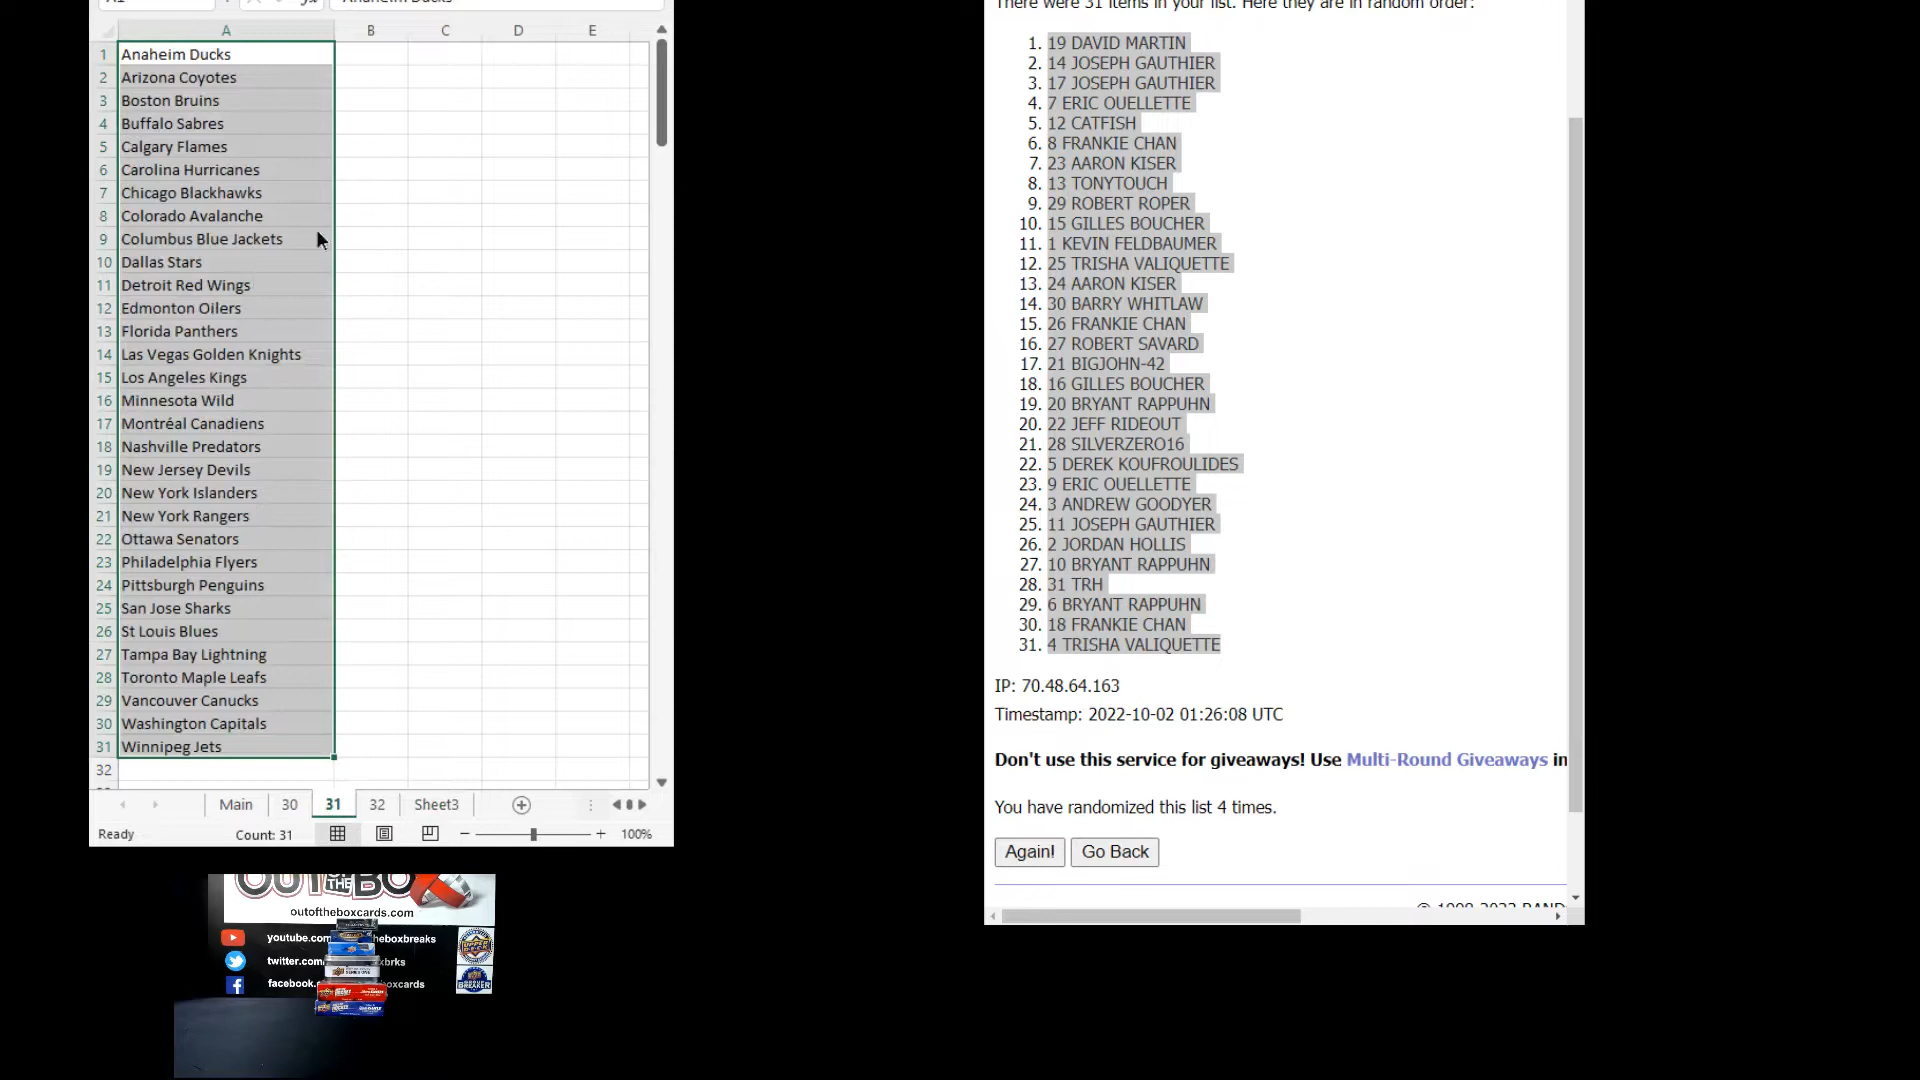 Anaheim Ducks
A B C D E
1 Anaheim Ducks
2 Arizona Coyotes
3 Boston Bruins
4 Buffalo Sabres
5 Calgary Flames
6 Carolina Hurricanes
7 Chicago Blackhawks
8 Colorado Avalanche
9 Columbus Blue Jackets
10 Dallas Stars
11 Detroit Red Wings
12 Edmonton Oilers
13 Florida Panthers
14 Las Vegas Golden Knights
15 Los Angeles Kings
16 Minnesota Wild
17 Montréal Canadiens
18 Nashville Predators
19 New Jersey Devils
20 New York Islanders
21 New York Rangers
22 Ottawa Senators
23 Philadelphia Flyers
24 Pittsburgh Penguins
25 San Jose Sharks
26 St Louis Blues
27 Tampa Bay Lightning
28 Toronto Maple Leafs
29 Vancouver Canucks
30 Washington Capitals
31 Winnipeg Jets
32
Main 30 31 32 Sheet3
Ready Count: 31 100%
OUT OF THE BOX
outoftheboxcards.com
youtube.com theboxbreaks
twitter.com/ xbrks
facebook. oxcards
There were 31 items in your list. Here they are in random order:
1. 19 DAVID MARTIN
2. 14 JOSEPH GAUTHIER
3. 17 JOSEPH GAUTHIER
4. 7 ERIC OUELLETTE
5. 12 CATFISH
6. 8 FRANKIE CHAN
7. 23 AARON KISER
8. 13 TONYTOUCH
9. 29 ROBERT ROPER
10. 15 GILLES BOUCHER
11. 1 KEVIN FELDBAUMER
12. 25 TRISHA VALIQUETTE
13. 24 AARON KISER
14. 30 BARRY WHITLAW
15. 26 FRANKIE CHAN
16. 27 ROBERT SAVARD
17. 21 BIGJOHN-42
18. 16 GILLES BOUCHER
19. 20 BRYANT RAPPUHN
20. 22 JEFF RIDEOUT
21. 28 SILVERZERO16
22. 5 DEREK KOUFROULIDES
23. 9 ERIC OUELLETTE
24. 3 ANDREW GOODYER
25. 11 JOSEPH GAUTHIER
26. 2 JORDAN HOLLIS
27. 10 BRYANT RAPPUHN
28. 31 TRH
29. 6 BRYANT RAPPUHN
30. 18 FRANKIE CHAN
31. 4 TRISHA VALIQUETTE
IP: 70.48.64.163
Timestamp: 2022-10-02 01:26:08 UTC
Don't use this service for giveaways! Use Multi-Round Giveaways in
You have randomized this list 4 times.
Again! Go Back